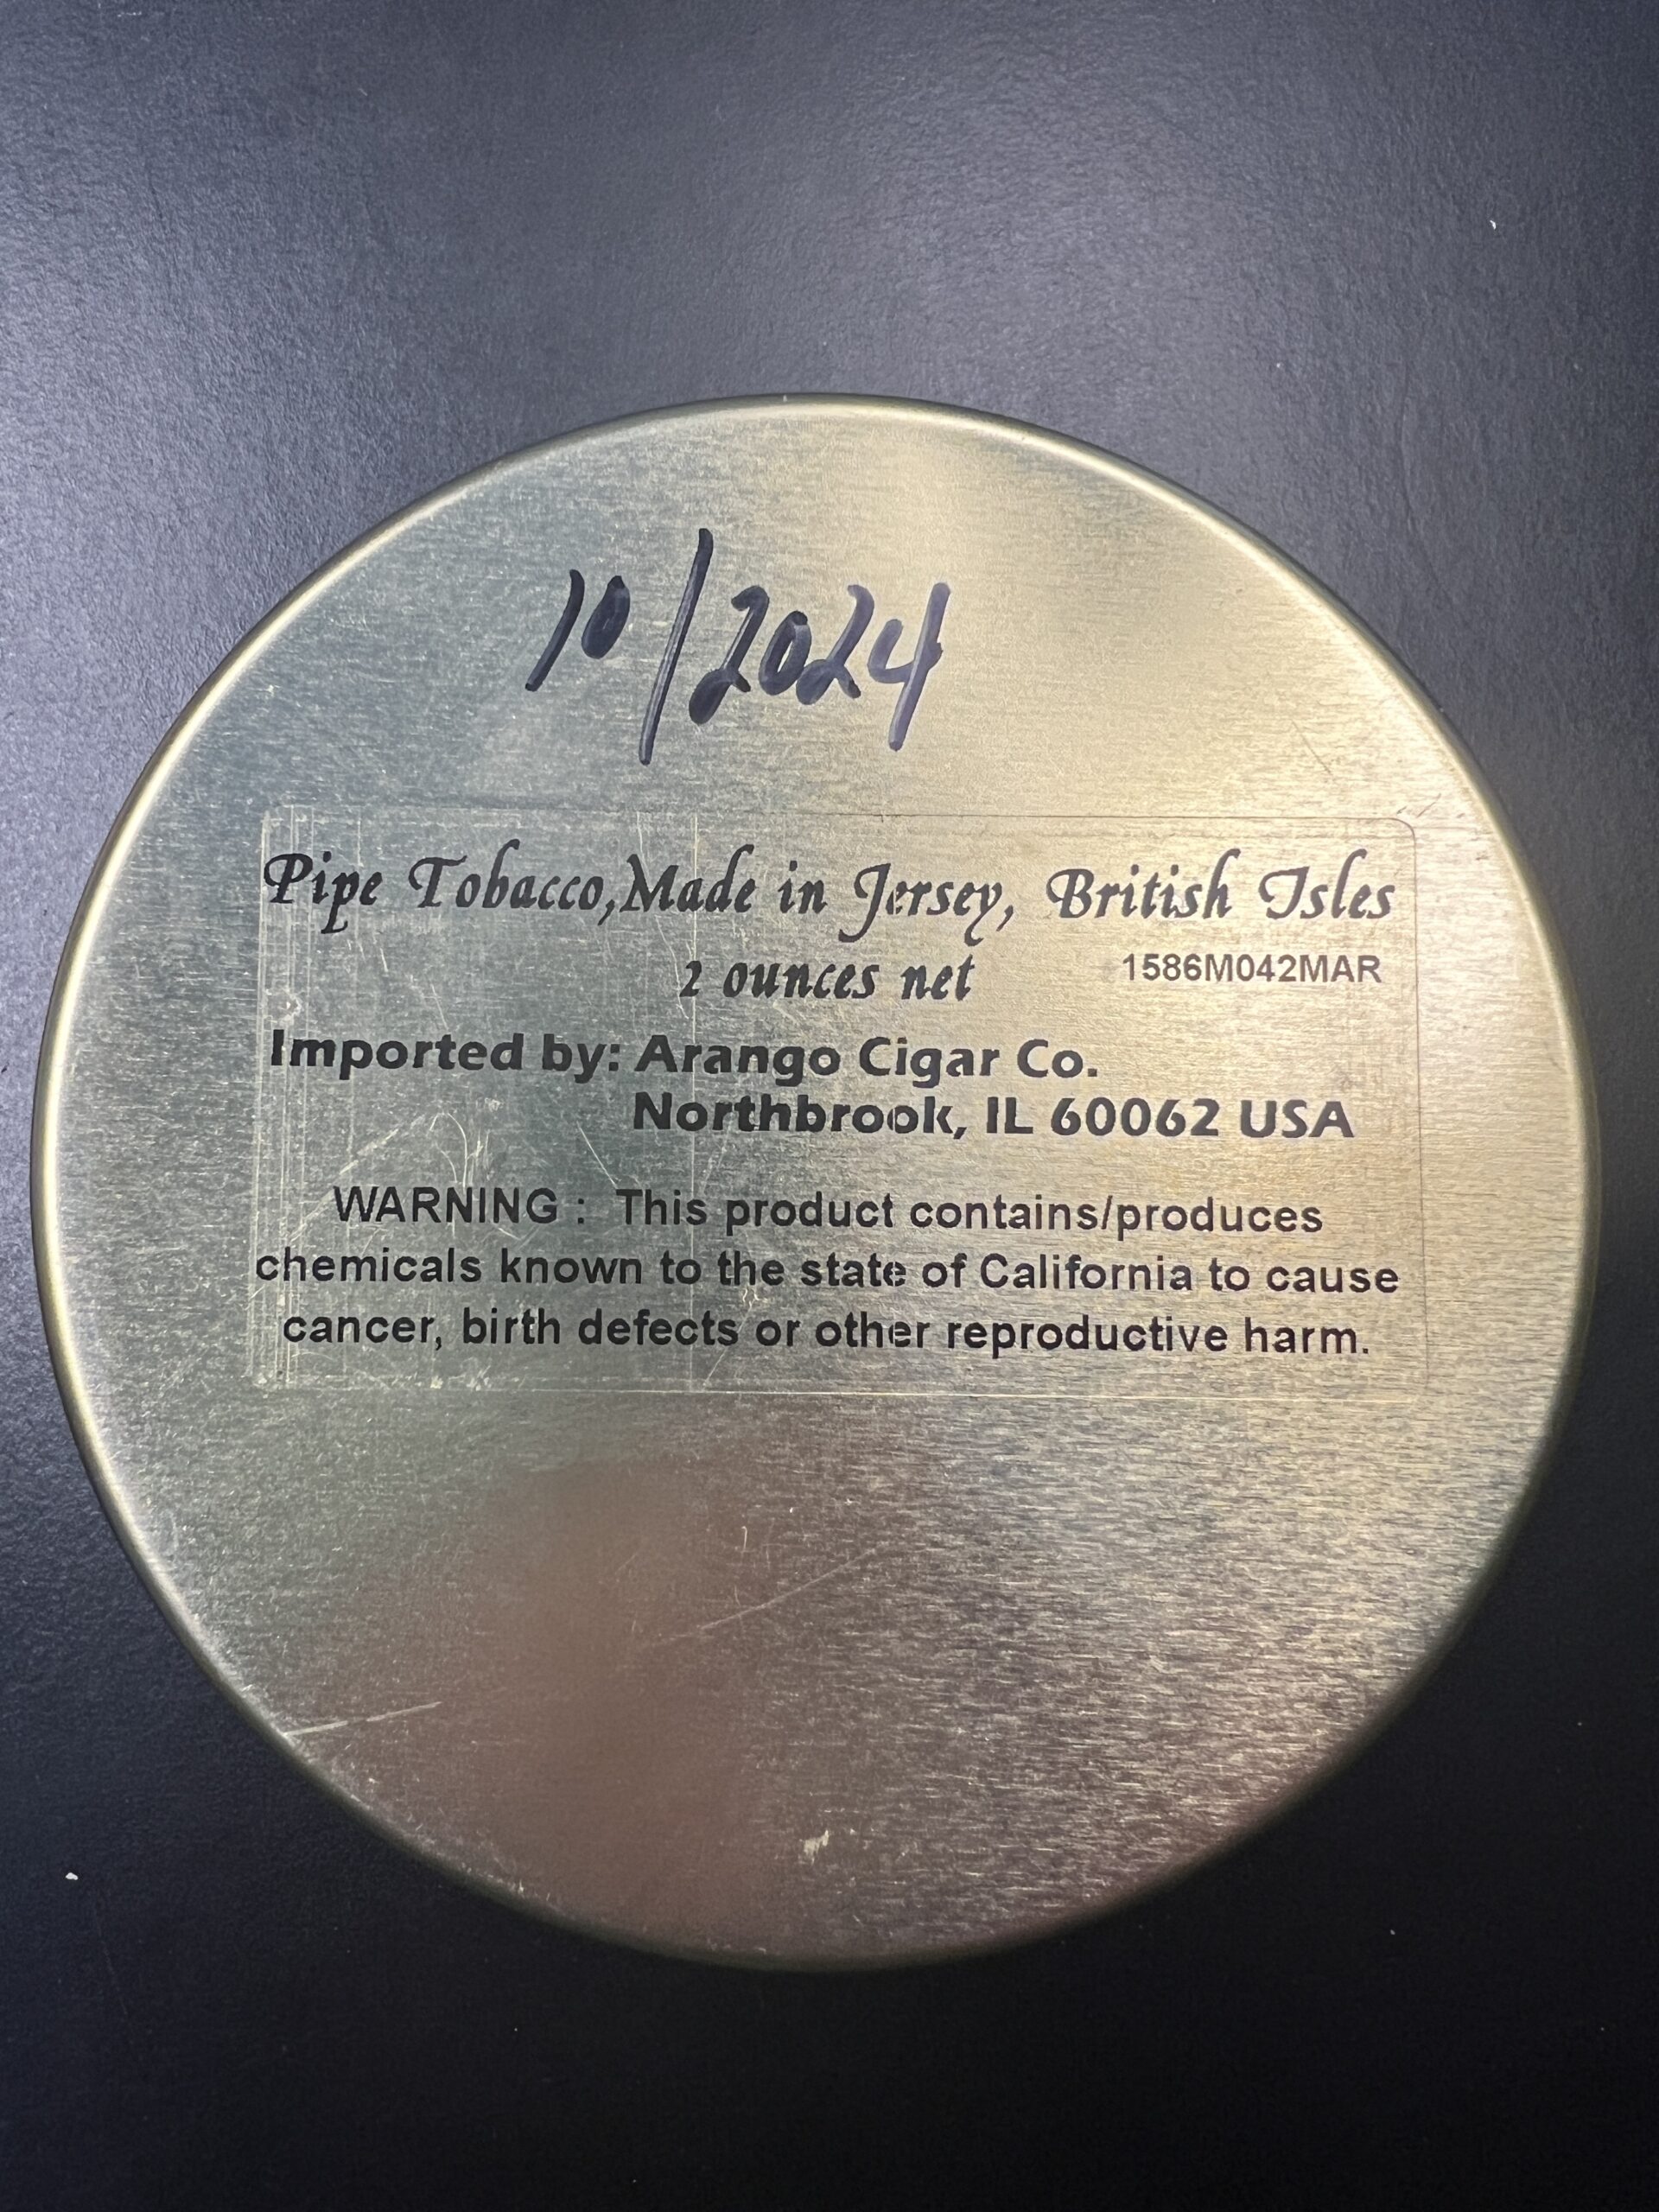 10/2024
Pipe Tobacco,Made in Jersey, British Isles
2 ounces net 1586M042MAR
Imported by: Arango Cigar Co.
Northbrook, IL 60062 USA
WARNING : This product contains/produces
chemicals known to the state of California to cause
cancer, birth defects or other reproductive harm.